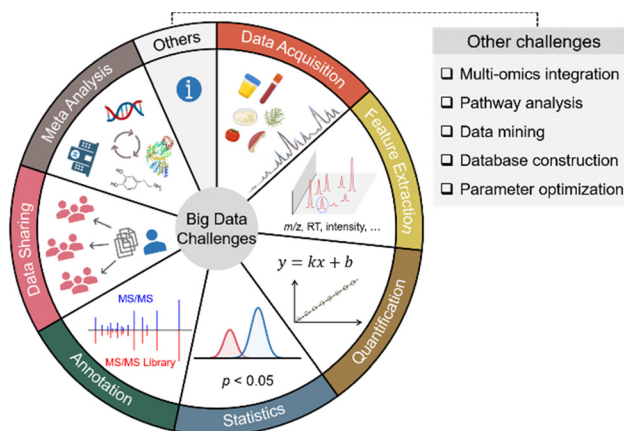 Others
Data Acquisition
Feature Extraction
Quantification
Statistics
Annotation
Data Sharing
Meta Analysis
i
m/z, RT, intensity, ...
y = kx + b
p < 0.05
MS/MS
MS/MS Library
Big Data
Challenges
Other challenges
❑ Multi-omics integration
❑ Pathway analysis
❑ Data mining
❑ Database construction
❑ Parameter optimization